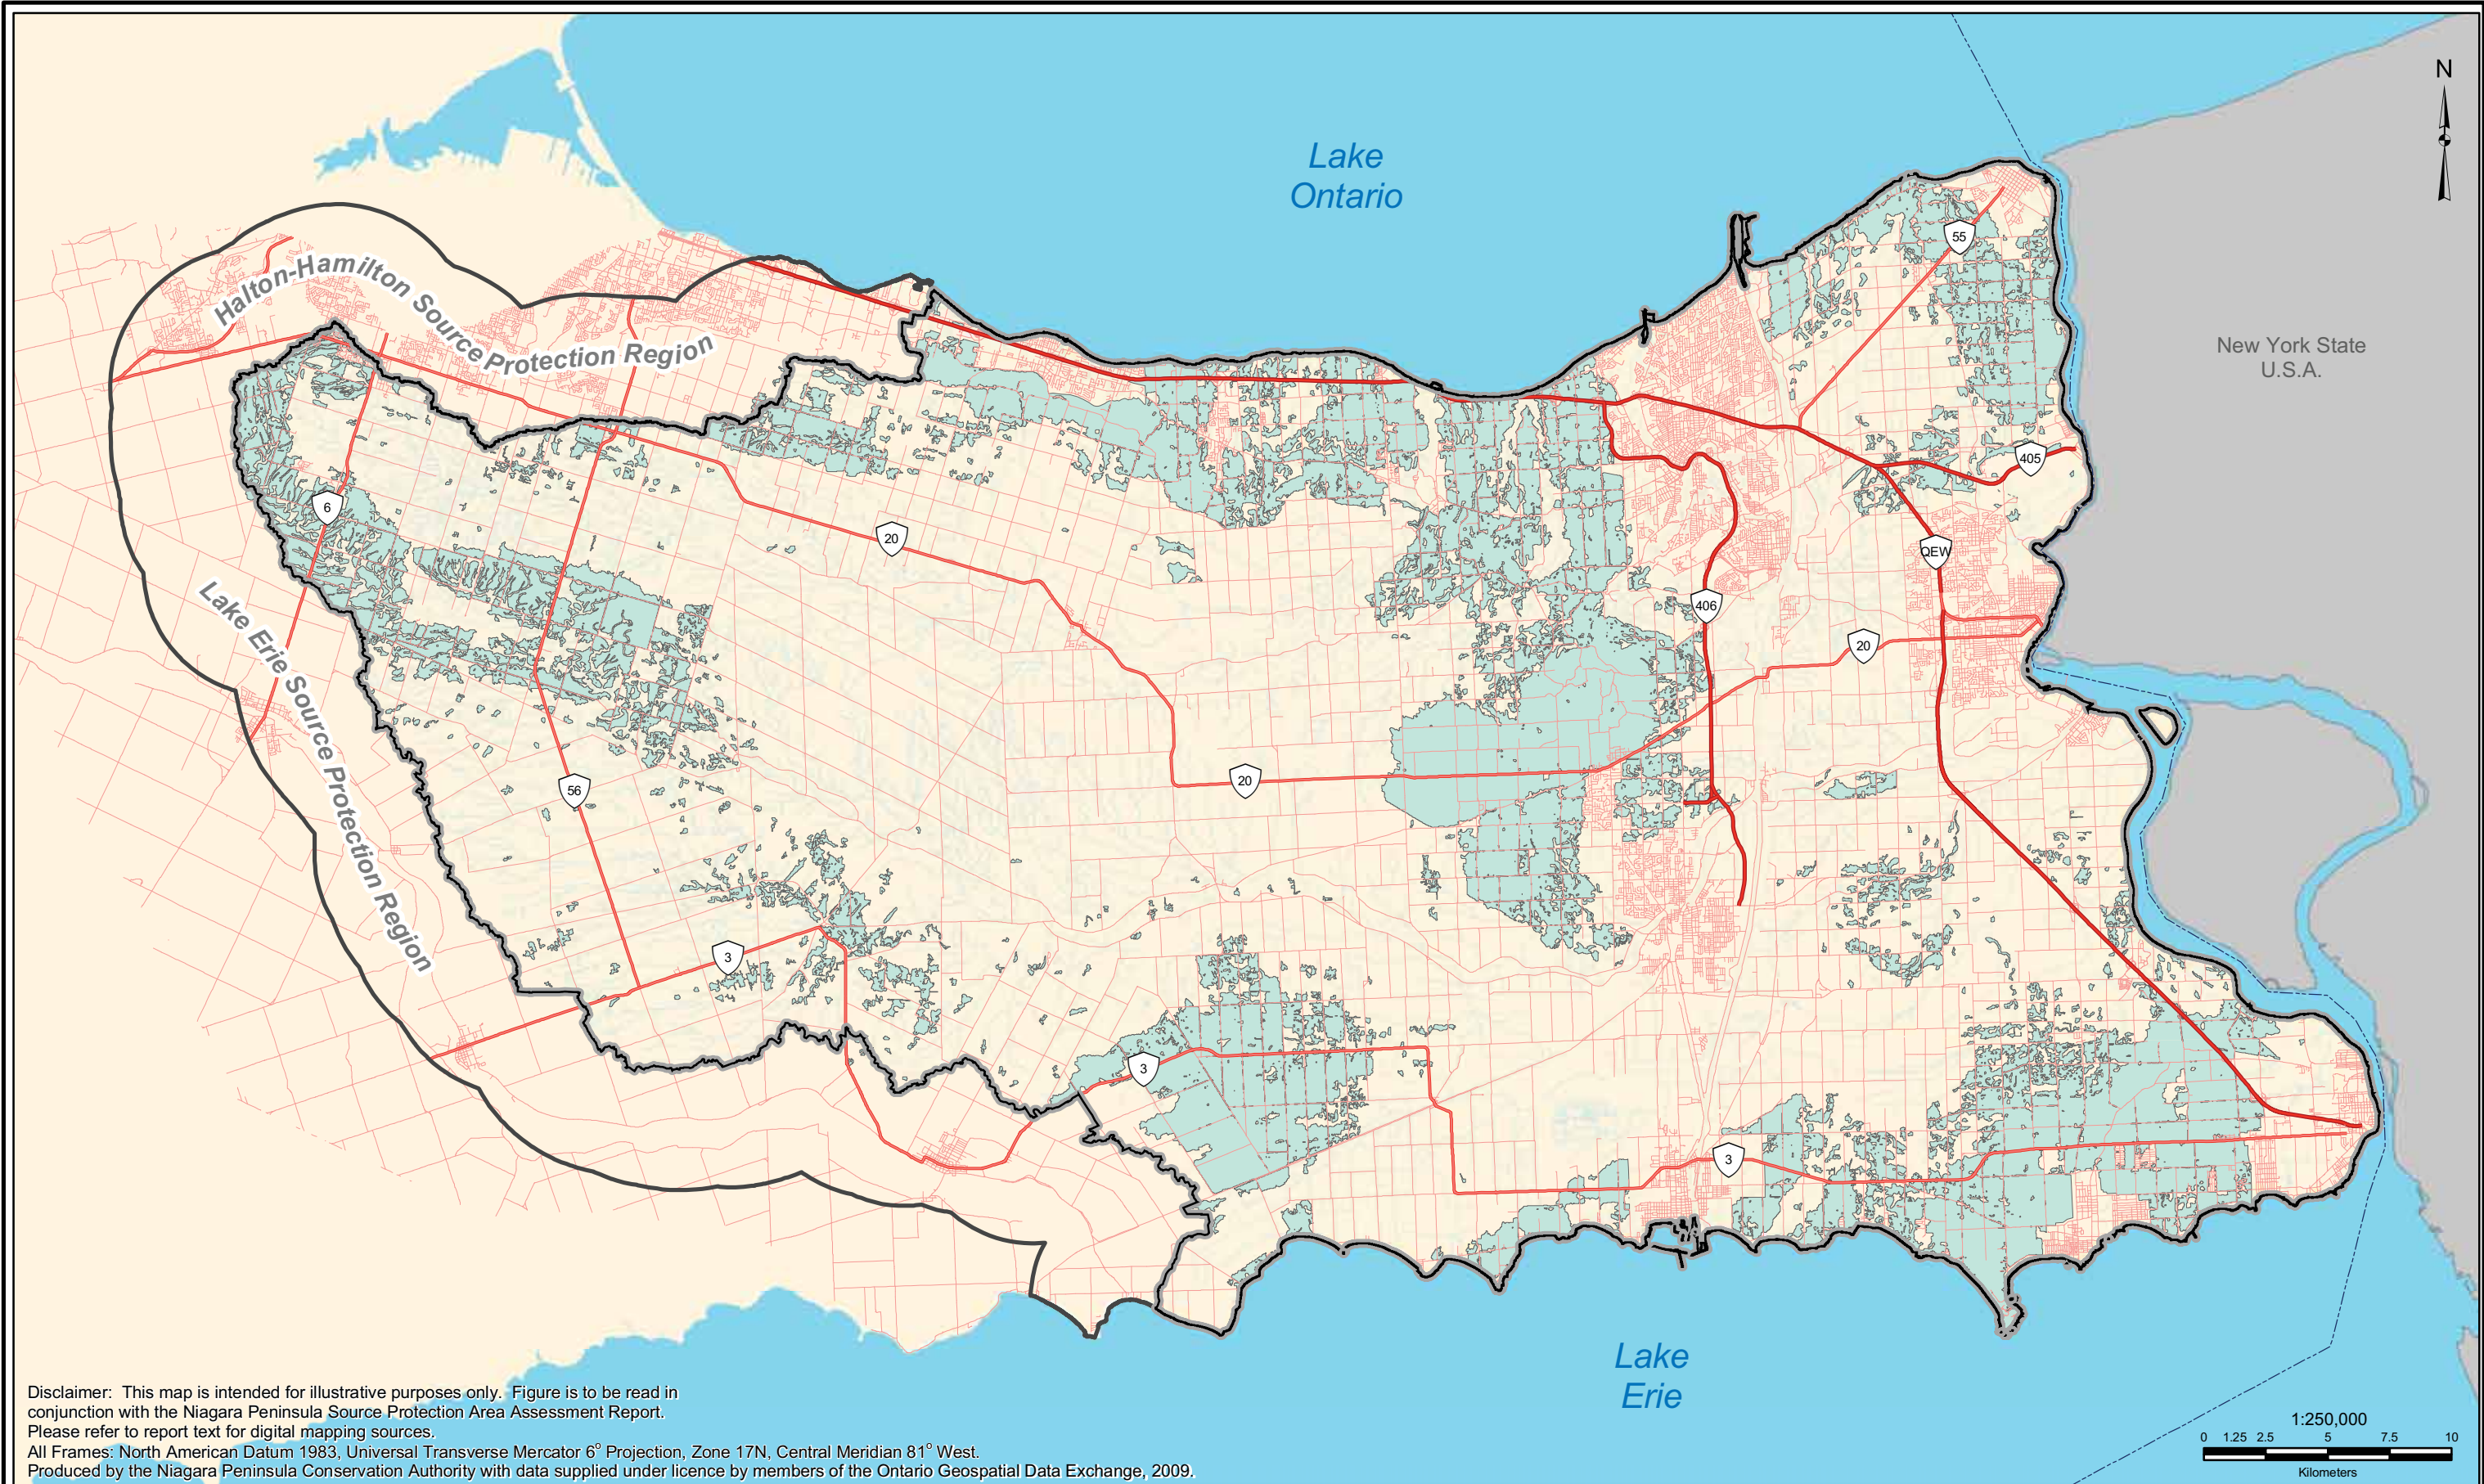 N
Lake
Ontario
55
New York State
U.S.A.
Halton-Hamilton Source Protection Region
405
6
20
QEW
406
20
Lake Erie Source Protection Region
20
56
3
3
3
Lake
Erie
Disclaimer: This map is intended for illustrative purposes only. Figure is to be read in
conjunction with the Niagara Peninsula Source Protection Area Assessment Report.
Please refer to report text for digital mapping sources.
All Frames: North American Datum 1983, Universal Transverse Mercator 6° Projection, Zone 17N, Central Meridian 81° West.
Produced by the Niagara Peninsula Conservation Authority with data supplied under licence by members of the Ontario Geospatial Data Exchange, 2009.
1:250,000
0 1.25 2.5 5 7.5 10
Kilometers